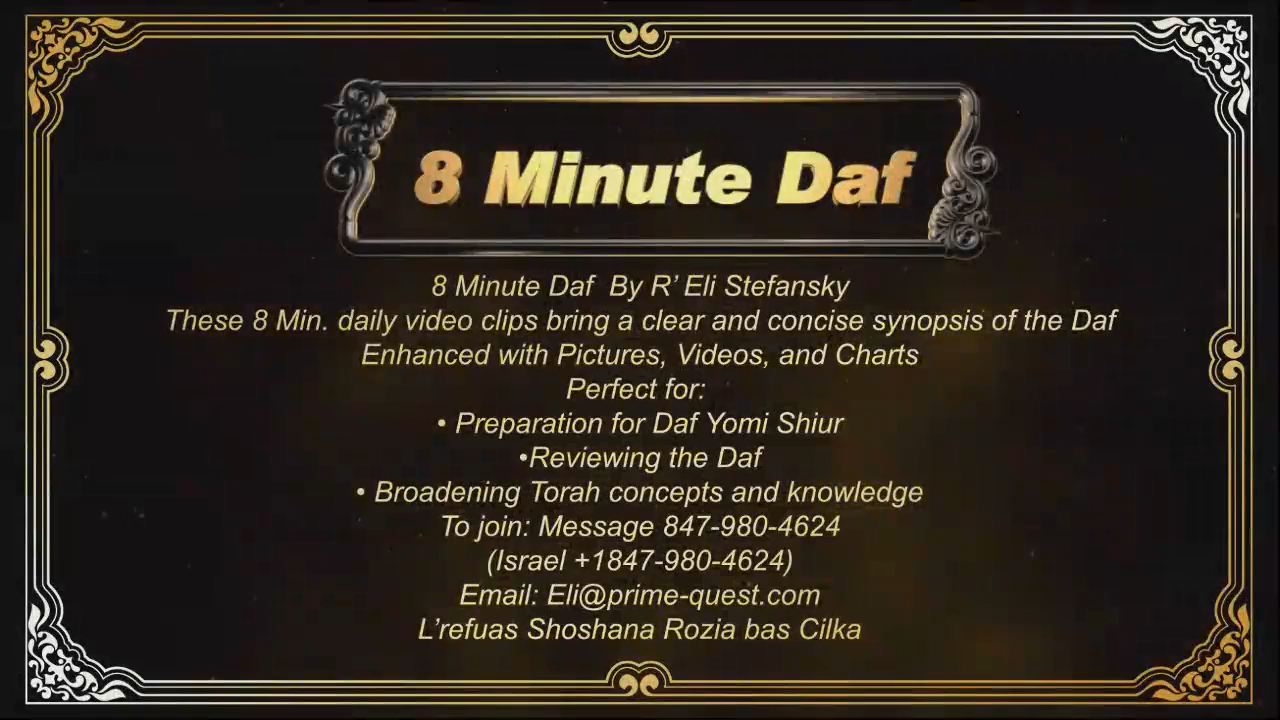 8 Minute Daf
8 Minute Daf By R' Eli Stefansky
These 8 Min. daily video clips bring a clear and concise synopsis of the Daf
Enhanced with Pictures, Videos, and Charts
Perfect for:
• Preparation for Daf Yomi Shiur
•Reviewing the Daf
• Broadening Torah concepts and knowledge
To join: Message 847-980-4624
(Israel +1847-980-4624)
Email: Eli@prime-quest.com
L'refuas Shoshana Rozia bas Cilka